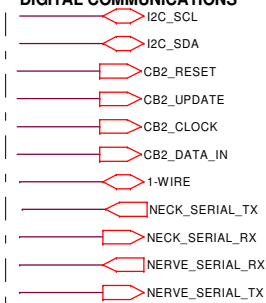 DIGITAL COMMUNICATIONS
I2C_SCL
I2C_SDA
CB2_RESET
CB2_UPDATE
CB2_CLOCK
CB2_DATA_IN
1-WIRE
NECK_SERIAL_TX
NECK_SERIAL_RX
NERVE_SERIAL_RX
NERVE_SERIAL_TX